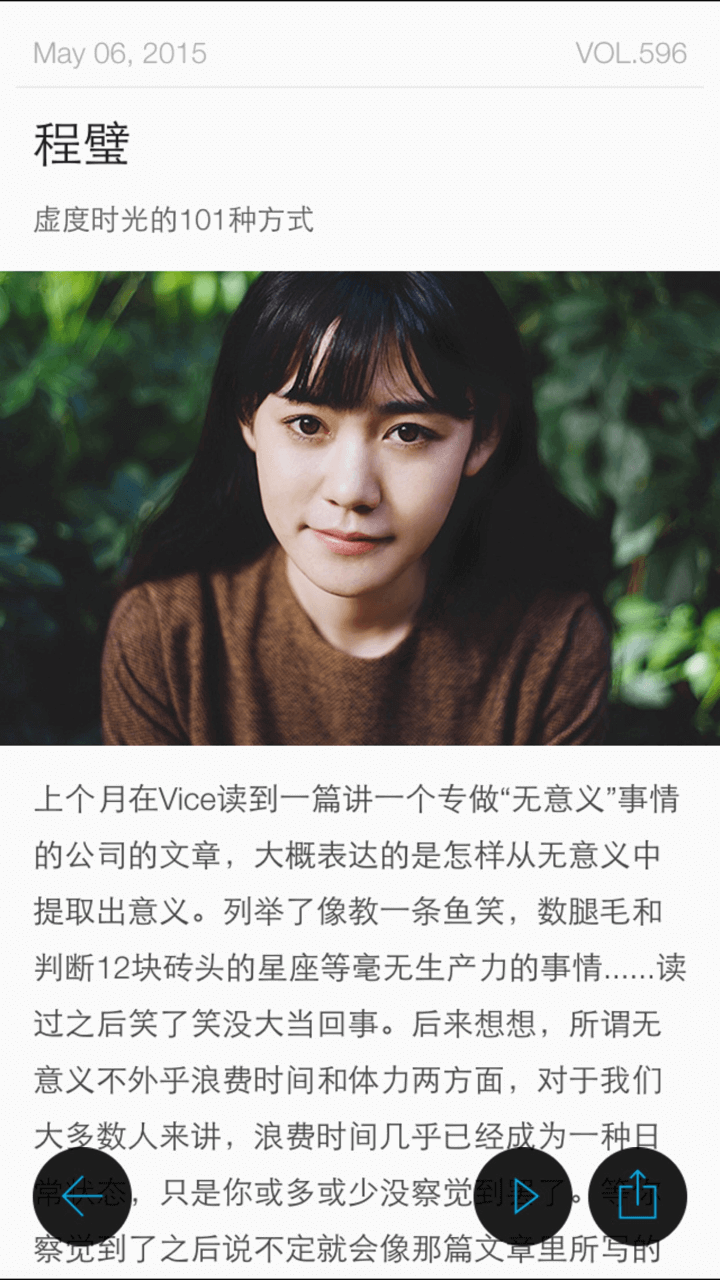 May 06, 2015
VOL.596
程璧
虚度时光的101种方式
上个月在Vice读到一篇讲一个专做“无意义”事情
的公司的文章，大概表达的是怎样从无意义中
提取出意义。列举了像教一条鱼笑，数腿毛和
判断12块砖头的星座等毫无生产力的事情......读
过之后笑了笑没大当回事。后来想想，所谓无
意义不外乎浪费时间和体力两方面，对于我们
大多数人来讲，浪费时间几乎已经成为一种日
常状态，只是你或多或少没察觉到罢了。等你
察觉到了之后说不定就会像那篇文章里所写的